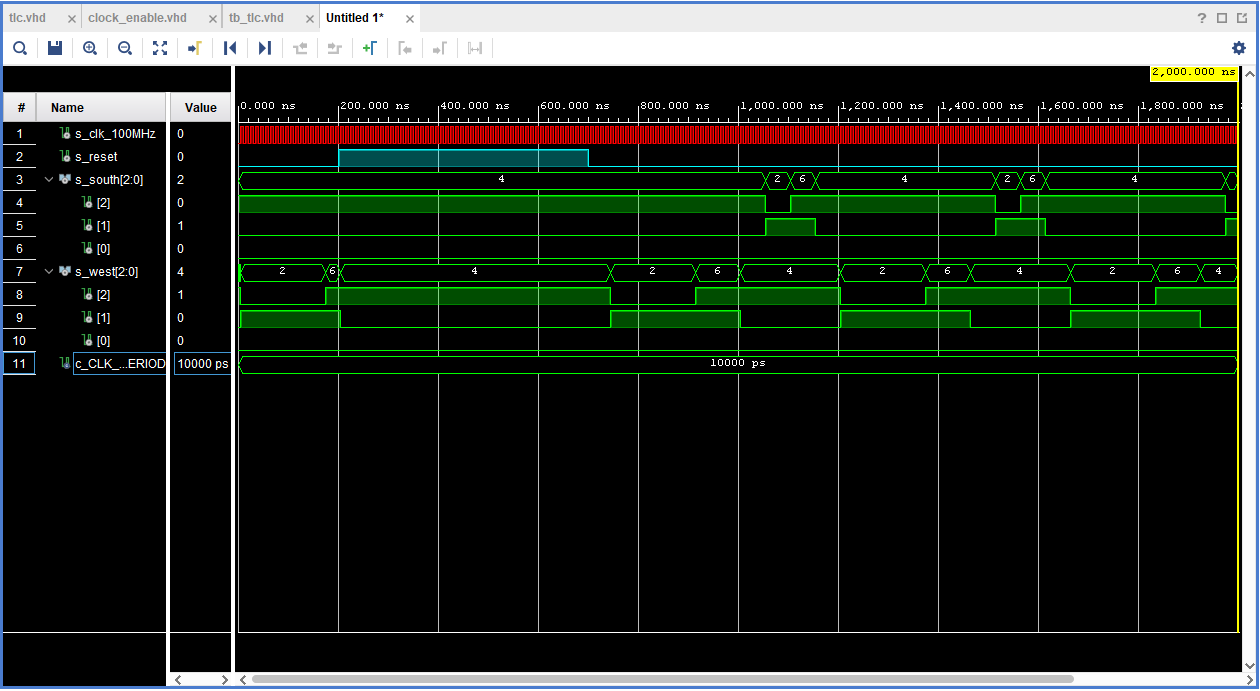 tlc.vhd × clock_enable.vhd × tb_tlc.vhd × Untitled 1* ×
?
2,000.000 ns
# Name Value
0.000 ns 200.000 ns 400.000 ns 600.000 ns 800.000 ns 1,000.000 ns 1,200.000 ns 1,400.000 ns 1,600.000 ns 1,800.000 ns
1 s_clk_100MHz 0
2 s_reset 0
3 s_south[2:0] 2 4 2 6 4 2 6 4
4 [2] 0
5 [1] 1
6 [0] 0
7 s_west[2:0] 4 2 6 4 2 6 4 2 6 4 2 6 4
8 [2] 1
9 [1] 0
10 [0] 0
11 c_CLK_...ERIOD 10000 ps 10000 ps